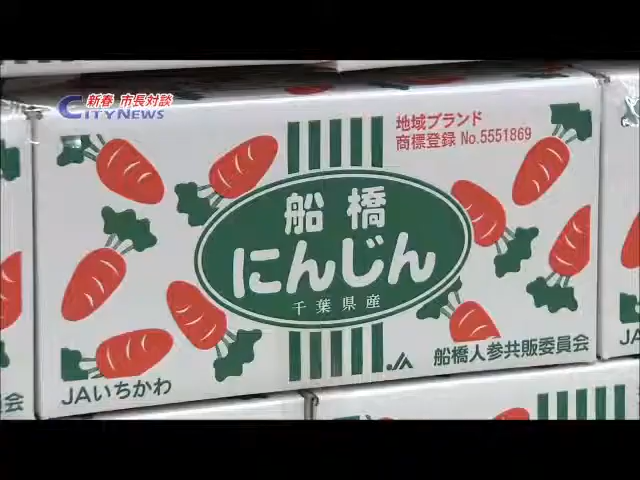 新春 市長対談
CITYNEWS
地域ブランド
商標登録 No.5551869
船橋
にんじん
千葉県産
JA
JAいちかわ
船橋人参共販委員会
会